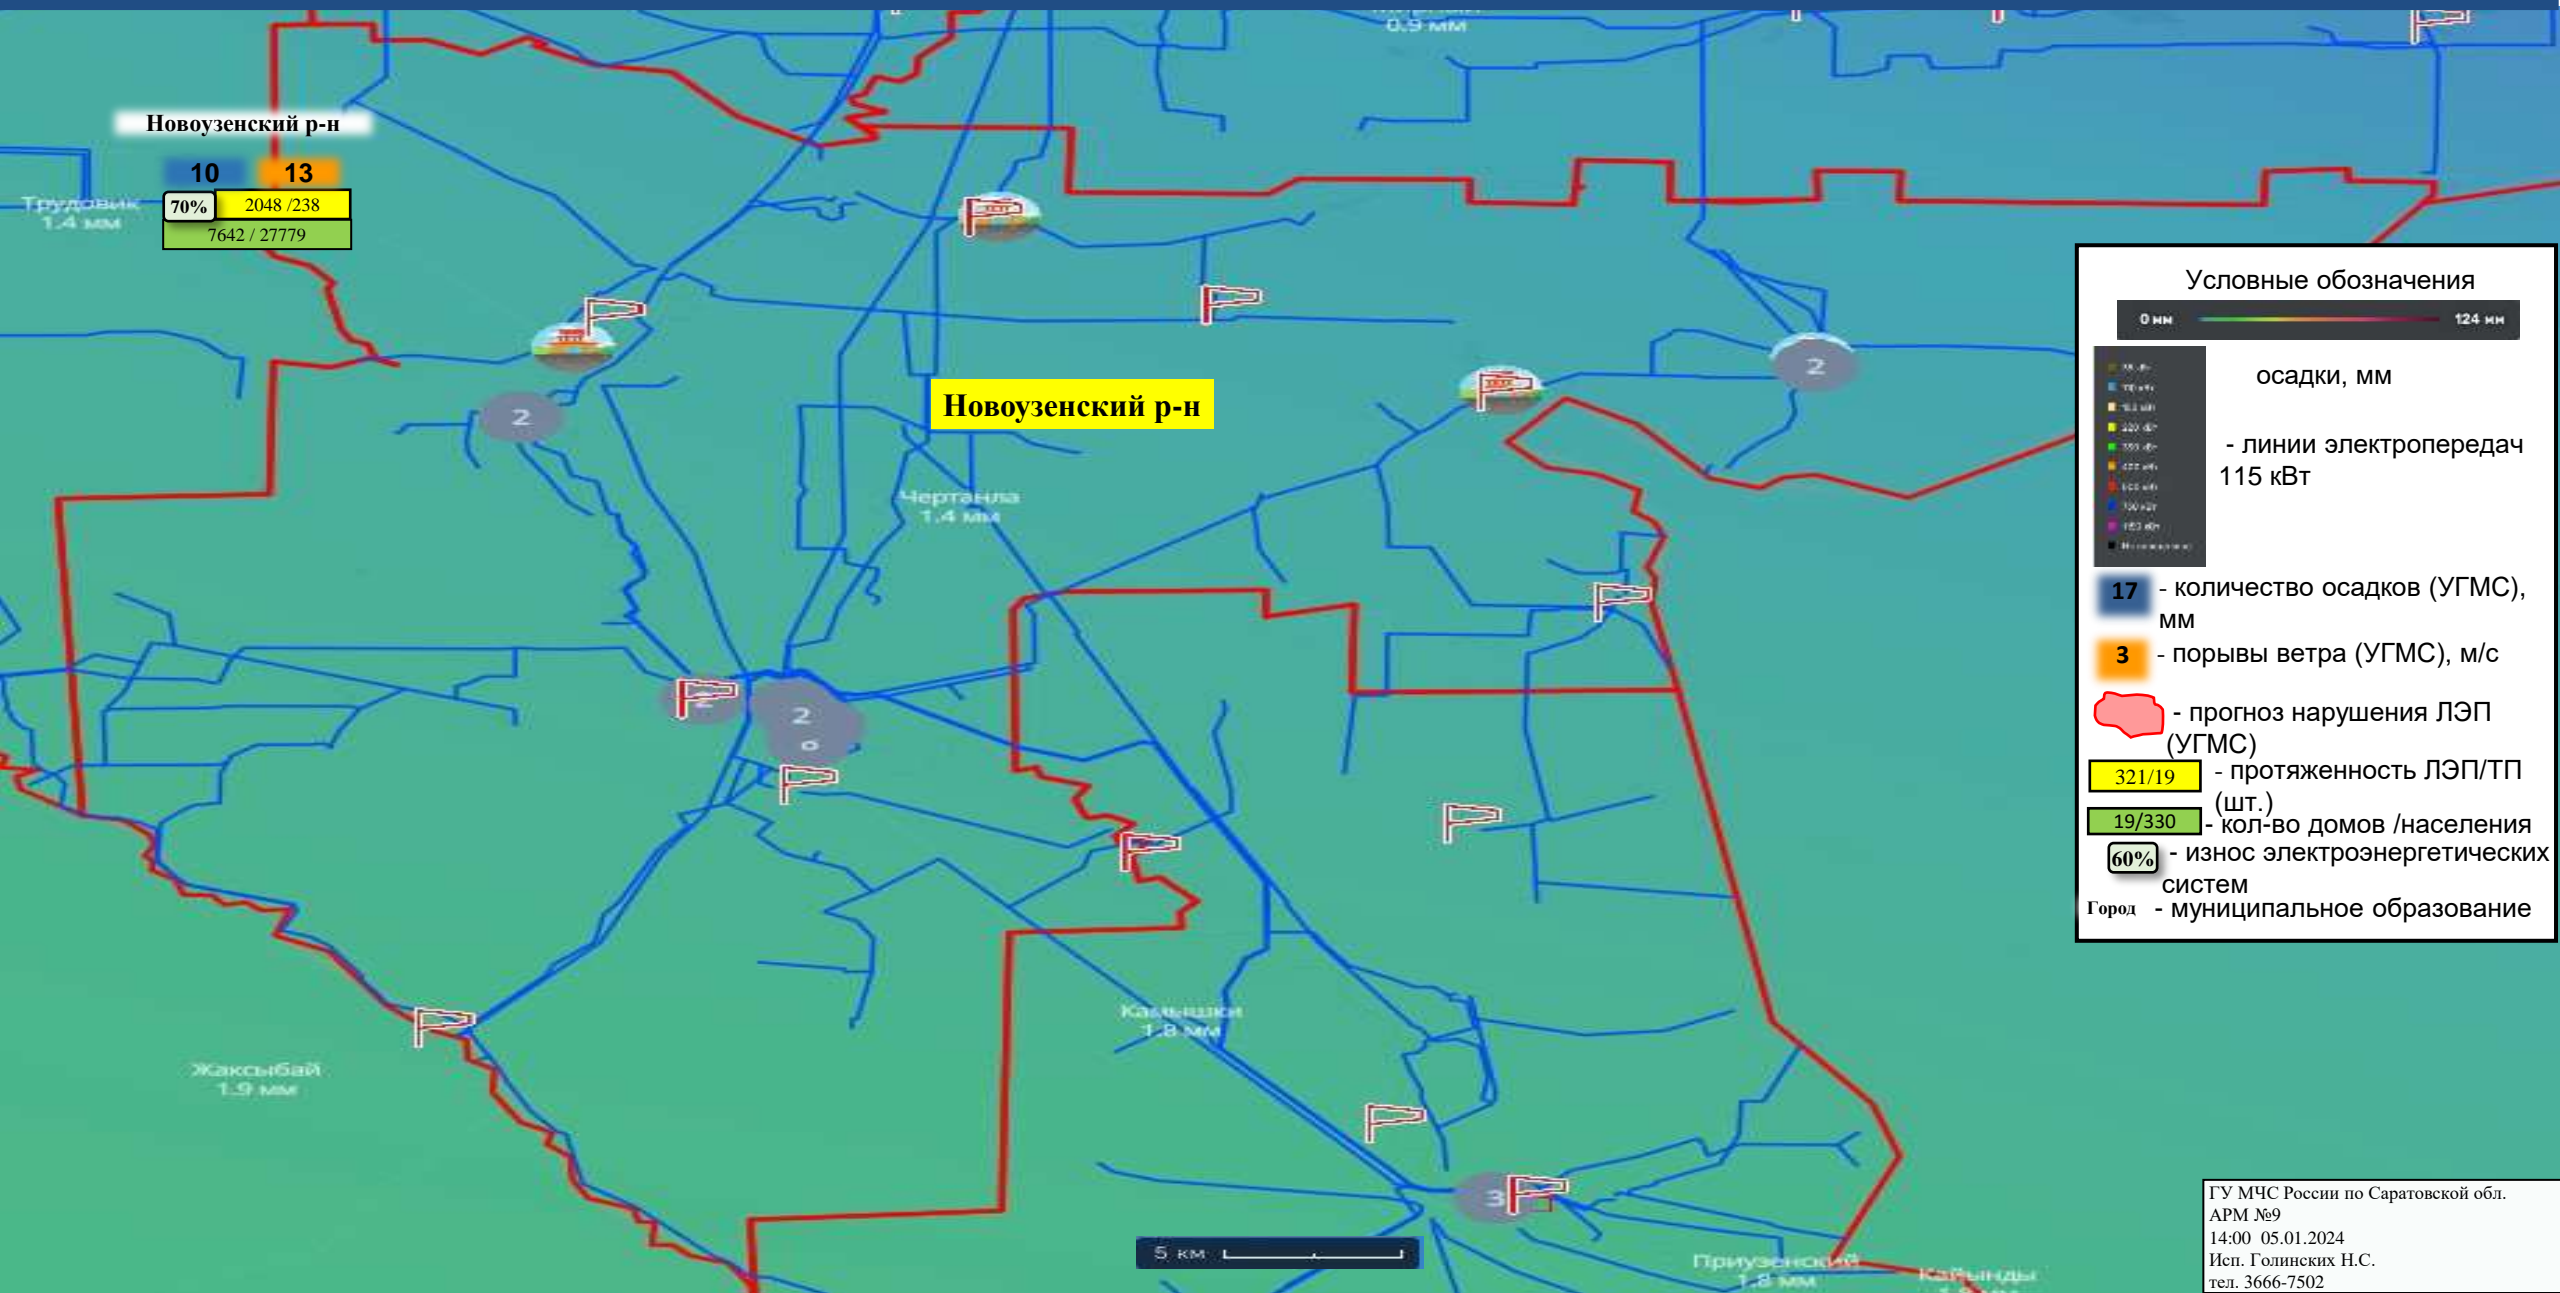 0.9 мм
Новоузенский р-н
10 13
70% 2048 /238
7642 / 27779
Трудовик
1.4 мм
2
2
Новоузенский р-н
Чертанла
1.4 мм
2
2
6
Камышки
1.8 мм
Жаксыбай
1.9 мм
3
5 км
Приузенский
1.8 мм
Кайынды
Условные обозначения
0 мм 124 мм
осадки, мм
- линии электропередач
115 кВт
17 - количество осадков (УГМС),
мм
3 - порывы ветра (УГМС), м/с
- прогноз нарушения ЛЭП
(УГМС)
321/19 - протяженность ЛЭП/ТП
(шт.)
19/330 - кол-во домов /населения
60% - износ электроэнергетических
систем
Город - муниципальное образование
ГУ МЧС России по Саратовской обл.
АРМ №9
14:00 05.01.2024
Исп. Голинских Н.С.
тел. 3666-7502